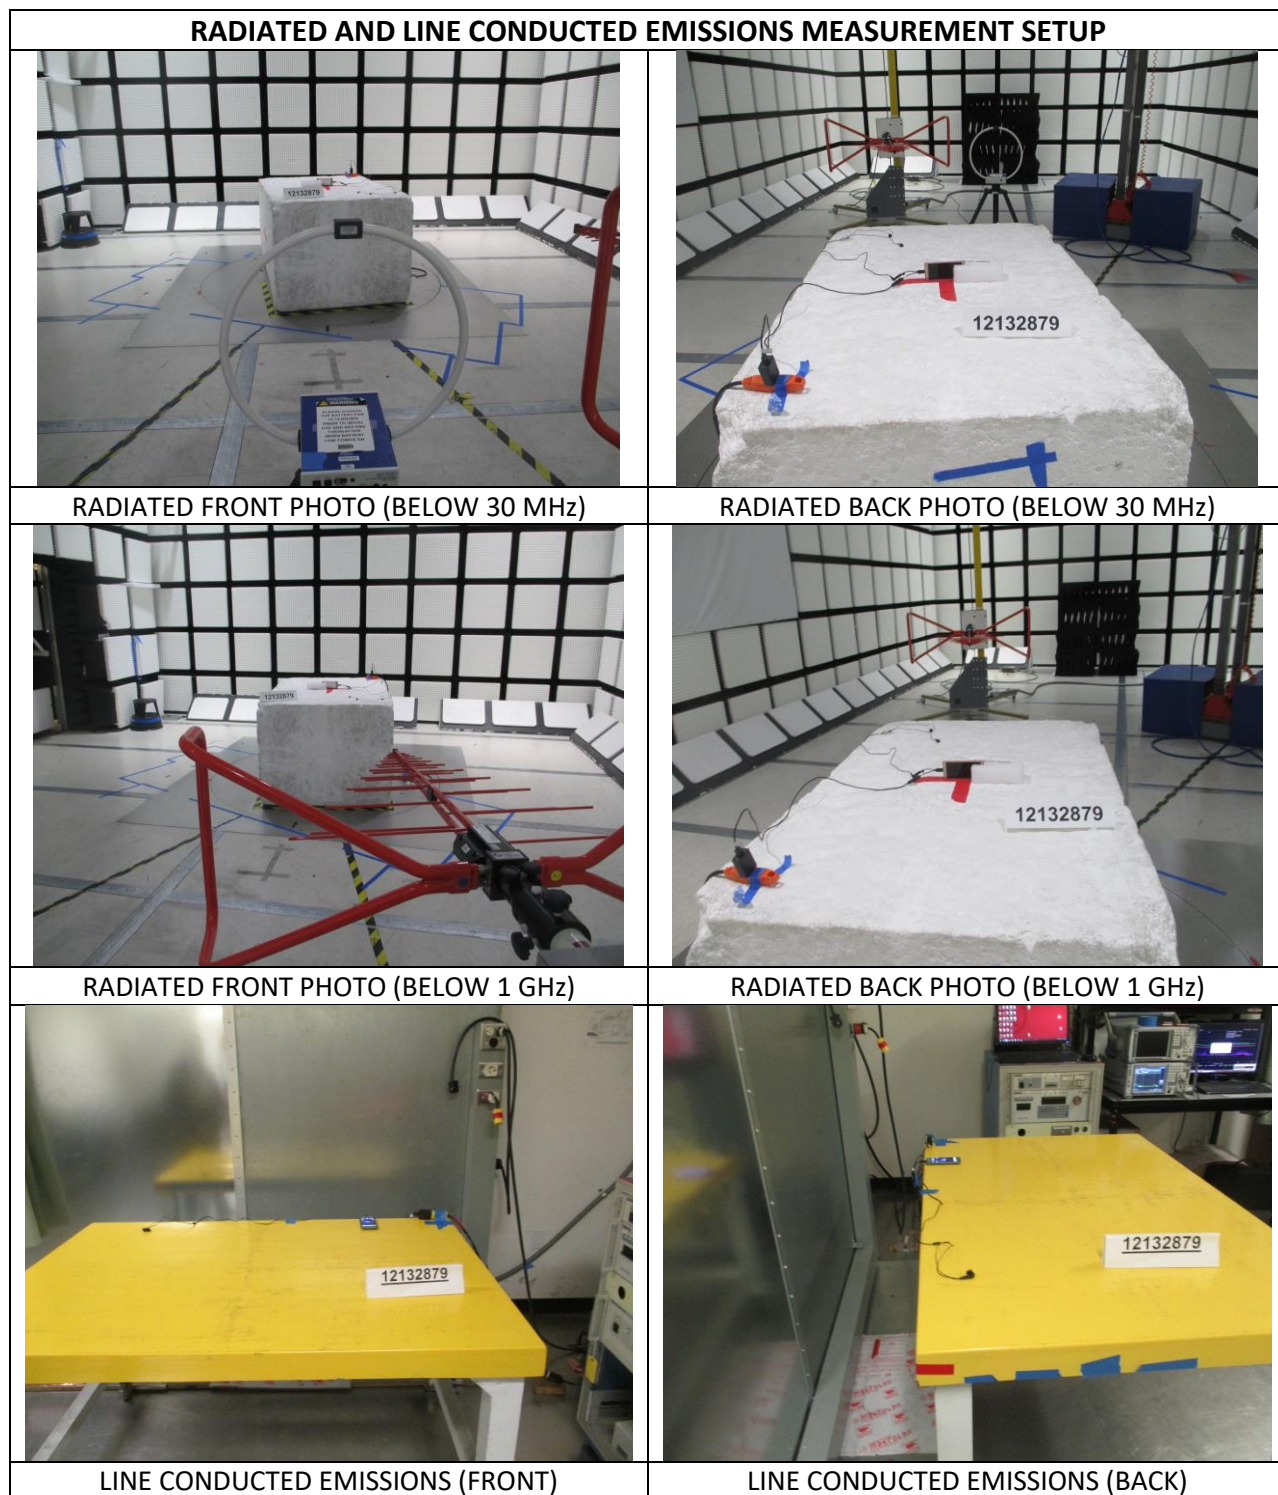 RADIATED AND LINE CONDUCTED EMISSIONS MEASUREMENT SETUP
12132879
WARNING
12132879
RADIATED FRONT PHOTO (BELOW 30 MHz)
RADIATED BACK PHOTO (BELOW 30 MHz)
12132879
12132879
RADIATED FRONT PHOTO (BELOW 1 GHz)
RADIATED BACK PHOTO (BELOW 1 GHz)
12132879
12132879
LINE CONDUCTED EMISSIONS (FRONT)
LINE CONDUCTED EMISSIONS (BACK)